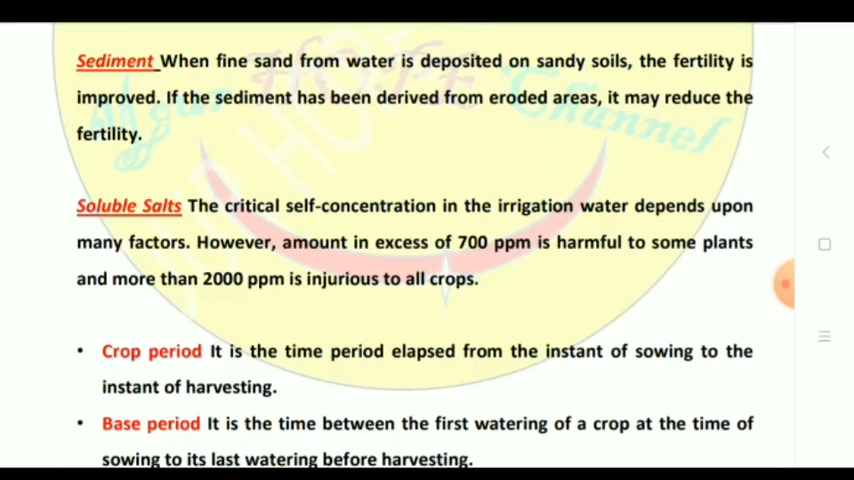 Sediment When fine sand from water is deposited on sandy soils, the fertility is
improved. If the sediment has been derived from eroded areas, it may reduce the
fertility.
Soluble Salts The critical self-concentration in the irrigation water depends upon
many factors. However, amount in excess of 700 ppm is harmful to some plants
and more than 2000 ppm is injurious to all crops.
• Crop period It is the time period elapsed from the instant of sowing to the
instant of harvesting.
• Base period It is the time between the first watering of a crop at the time of
sowing to its last watering before harvesting.
Your HOPE Channel